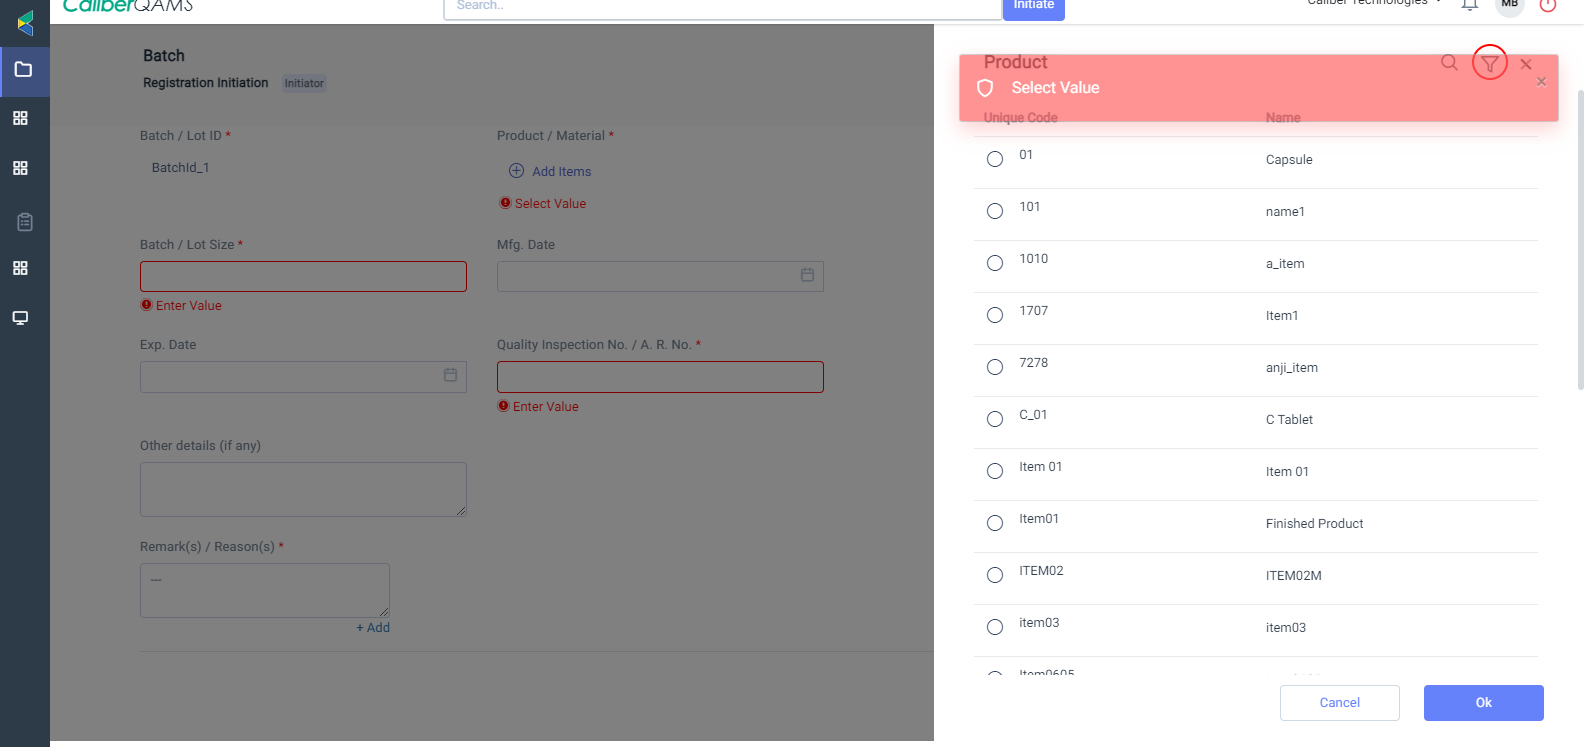 CaliberQAMS
Search..
Initiate
Caliber Technologies
MB
Batch
Registration Initiation
Initiator
Batch / Lot ID *
BatchId_1
Product / Material *
Add Items
Select Value
Batch / Lot Size *
Enter Value
Mfg. Date
Exp. Date
Quality Inspection No. / A. R. No. *
Enter Value
Other details (if any)
Remark(s) / Reason(s) *
---
+ Add
Product
Select Value
Unique Code Name
01 Capsule
101 name1
1010 a_item
1707 Item1
7278 anji_item
C_01 C Tablet
Item 01 Item 01
Item01 Finished Product
ITEM02 ITEM02M
item03 item03
Item0605
Cancel
Ok